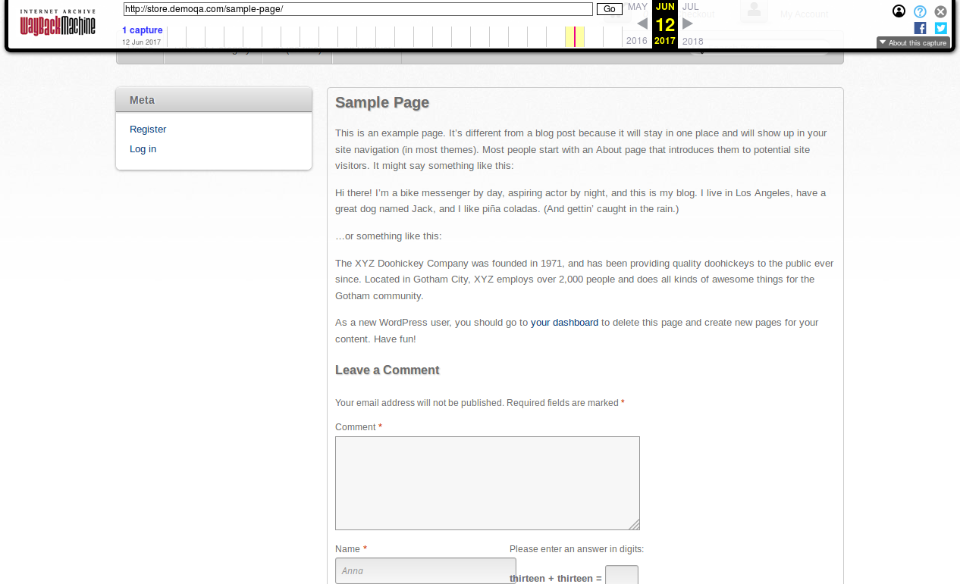 INTERNET ARCHIVE
WayBackMachine
http://store.demoqa.com/sample-page/
Go
MAY
JUN
JUL
My Account
1 capture
12
12 Jun 2017
2016
2017
2018
About this capture
Meta
Register
Log in
Sample Page
This is an example page. It's different from a blog post because it will stay in one place and will show up in your
site navigation (in most themes). Most people start with an About page that introduces them to potential site
visitors. It might say something like this:
Hi there! I'm a bike messenger by day, aspiring actor by night, and this is my blog. I live in Los Angeles, have a
great dog named Jack, and I like piña coladas. (And gettin' caught in the rain.)
…or something like this:
The XYZ Doohickey Company was founded in 1971, and has been providing quality doohickeys to the public ever
since. Located in Gotham City, XYZ employs over 2,000 people and does all kinds of awesome things for the
Gotham community.
As a new WordPress user, you should go to your dashboard to delete this page and create new pages for your
content. Have fun!
Leave a Comment
Your email address will not be published. Required fields are marked *
Comment *
Name *
Please enter an answer in digits:
Anna
thirteen + thirteen =